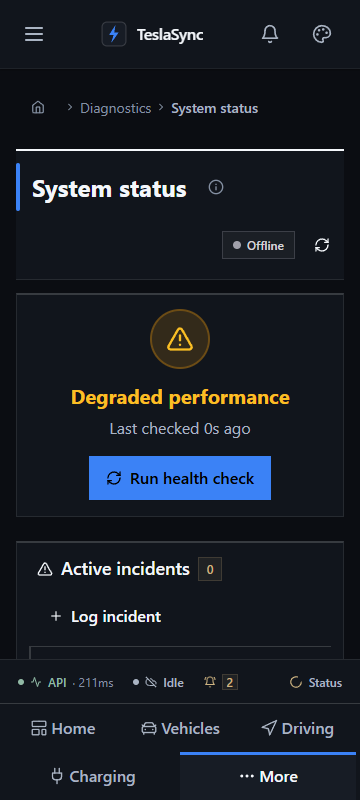 TeslaSync
Diagnostics System status
System status
Offline
Degraded performance
Last checked 0s ago
Run health check
Active incidents 0
Log incident
API · 211ms Idle 2 Status
Home Vehicles Driving
Charging More